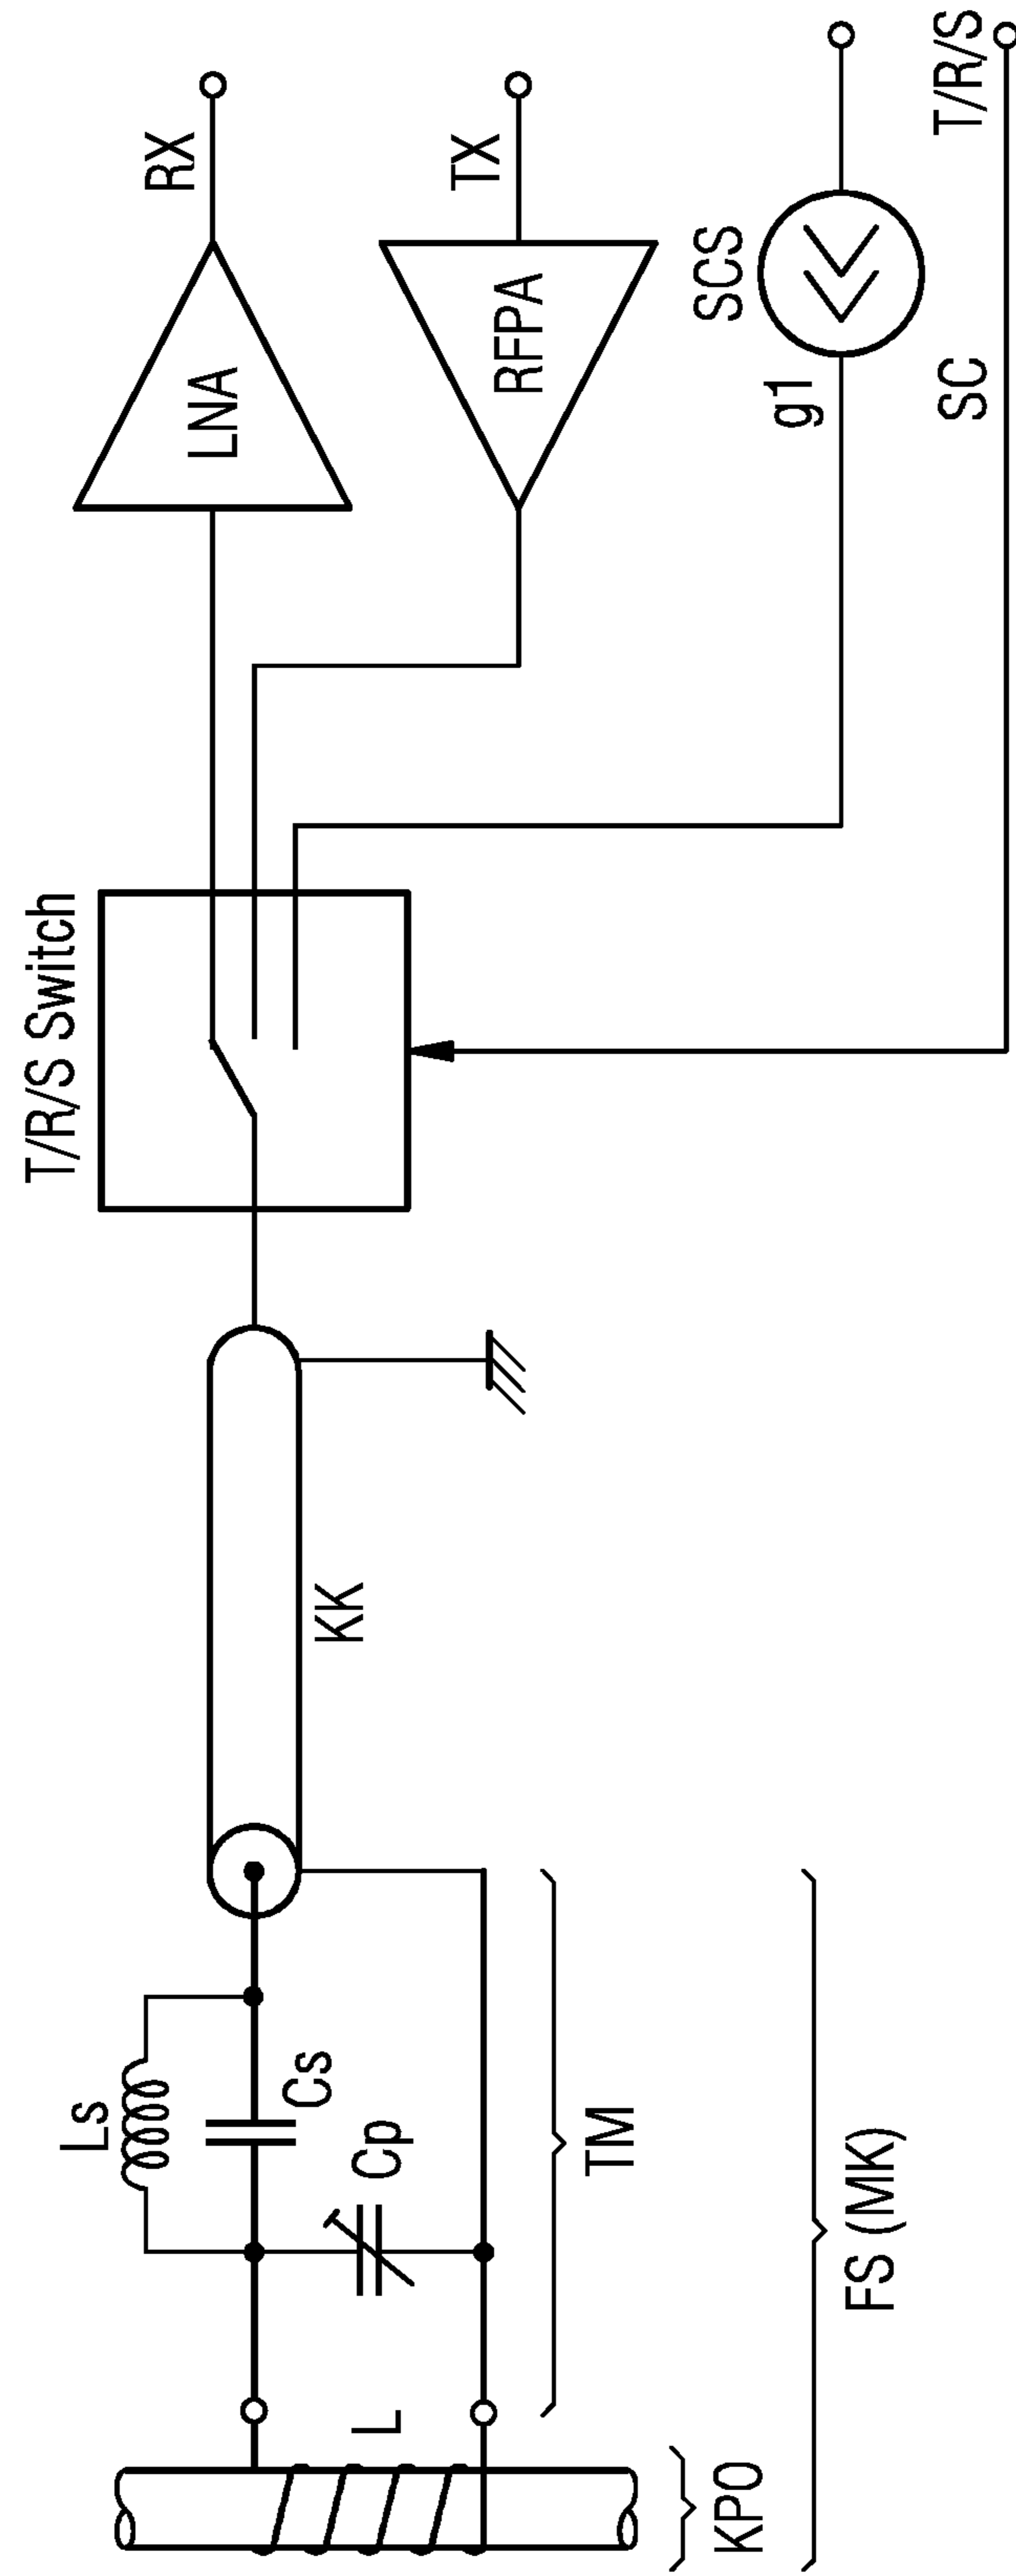 RX
LNA
TX
RFPA
SCS
g1
T/R/S
SC
T/R/S Switch
KK
Ls
Cs
Cp
TM
L
FS (MK)
KPO